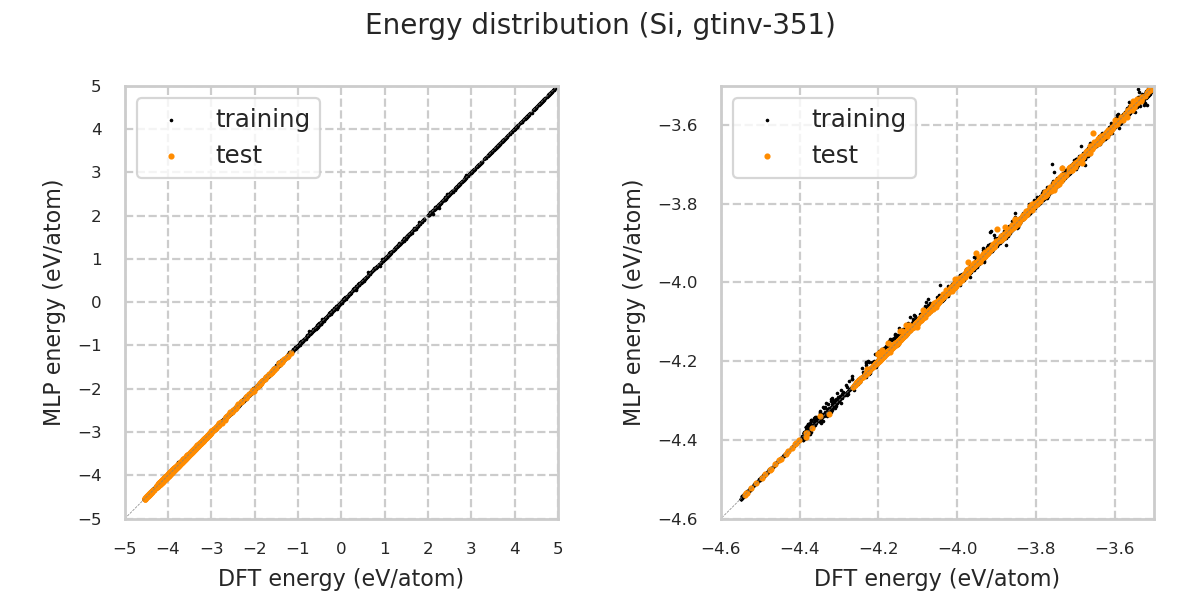 Energy distribution (Si, gtinv-351)
5
4
3
2
1
0
−1
−2
−3
−4
−5
MLP energy (eV/atom)
training
test
−5 −4 −3 −2 −1 0 1 2 3 4 5
DFT energy (eV/atom)
−3.6
−3.8
−4.0
−4.2
−4.4
−4.6
MLP energy (eV/atom)
training
test
−4.6 −4.4 −4.2 −4.0 −3.8 −3.6
DFT energy (eV/atom)